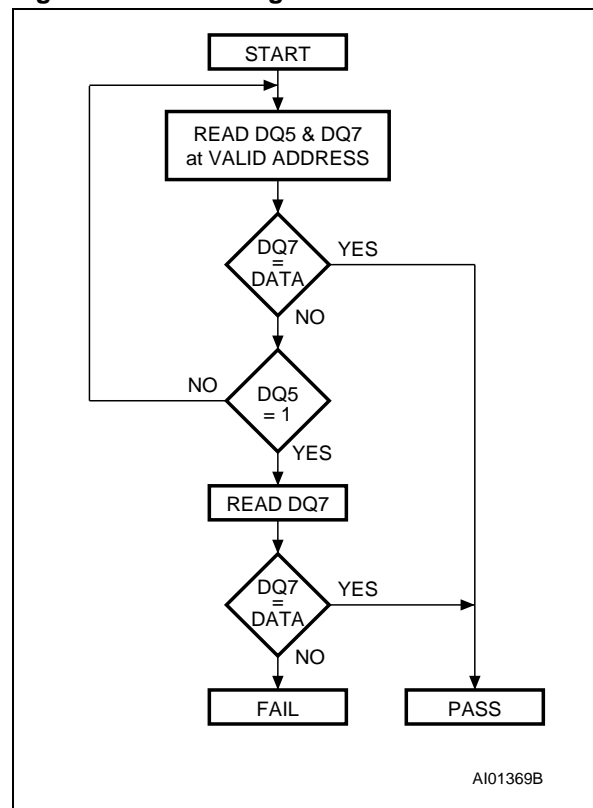 START
READ DQ5 & DQ7
at VALID ADDRESS
DQ7
=
DATA
YES
NO
DQ5
= 1
NO
YES
READ DQ7
DQ7
=
DATA
YES
NO
FAIL
PASS
AI01369B